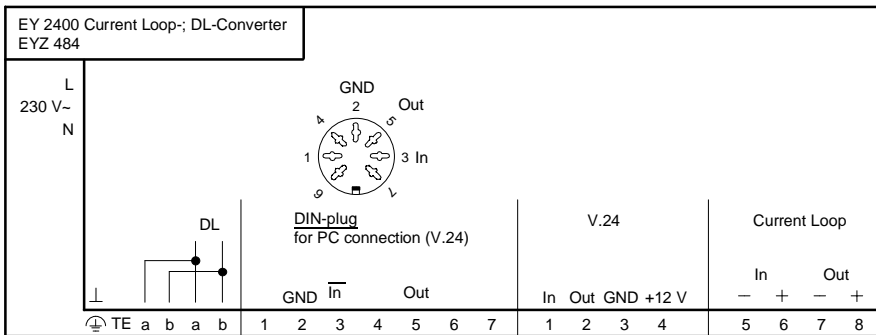 EY 2400 Current Loop-; DL-Converter
EYZ 484
L
230 V~
N
GND
2
4
5
Out
1
3 In
6
7
DIN-plug
for PC connection (V.24)
DL
V.24
Current Loop
In Out
GND In Out
In Out GND +12 V
− + − +
⊥
TE a b a b 1 2 3 4 5 6 7 1 2 3 4 5 6 7 8